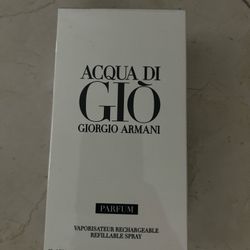 ACQUA DI
GIÒ
GIORGIO ARMANI
PARFUM
VAPORISATEUR RECHARGEABLE
REFILLABLE SPRAY